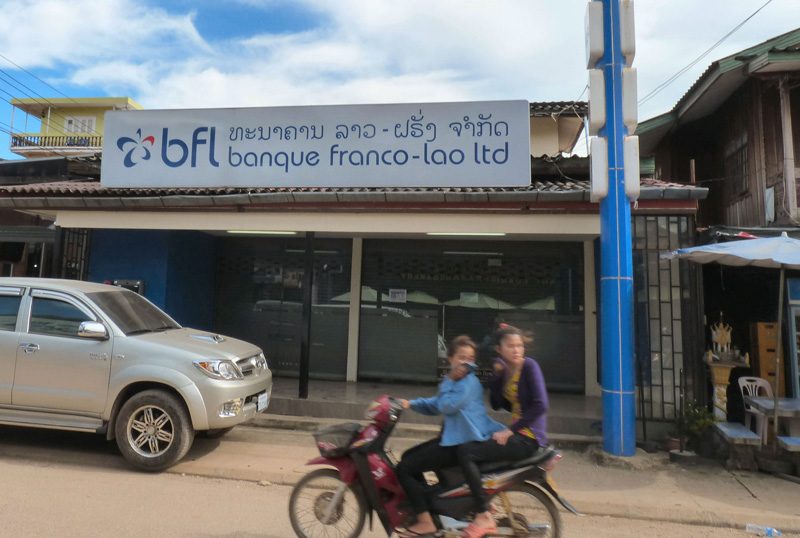 bfl
ທະນາຄານ ລາວ - ຝຣັ່ງ ຈຳກັດ
banque franco-lao ltd